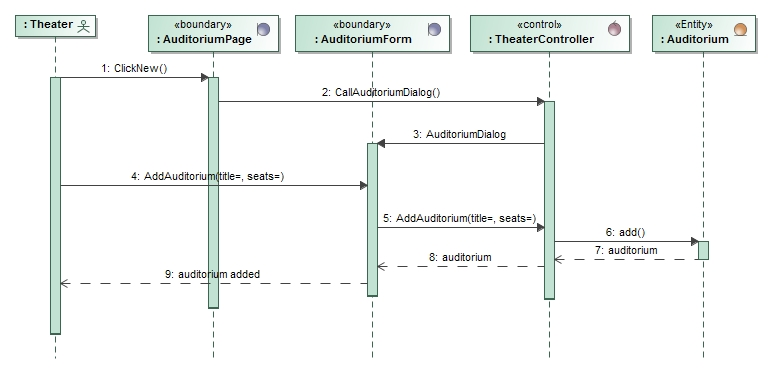 : Theater
«boundary»
: AuditoriumPage
«boundary»
: AuditoriumForm
«control»
: TheaterController
«Entity»
: Auditorium
1: ClickNew()
2: CallAuditoriumDialog()
3: AuditoriumDialog
4: AddAuditorium(title=, seats=)
5: AddAuditorium(title=, seats=)
6: add()
7: auditorium
8: auditorium
9: auditorium added